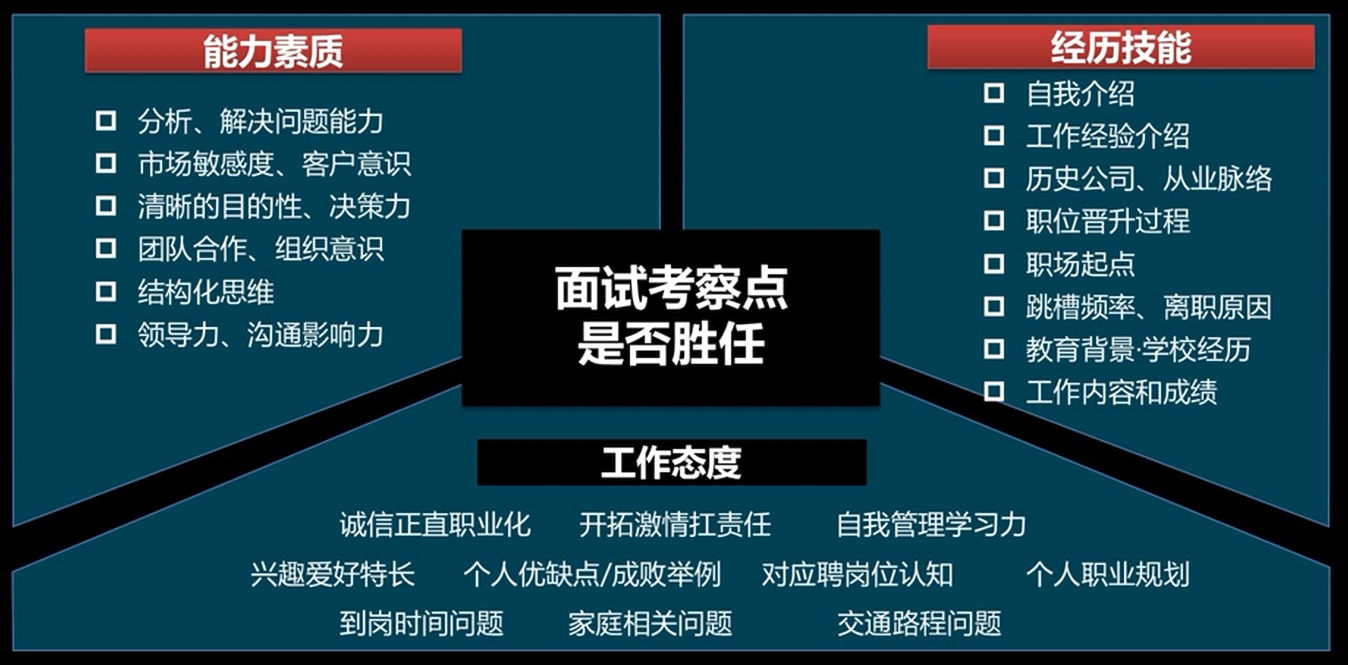 能力素质
分析、解决问题能力
市场敏感度、客户意识
清晰的目的性、决策力
团队合作、组织意识
结构化思维
领导力、沟通影响力
经历技能
自我介绍
工作经验介绍
历史公司、从业脉络
职位晋升过程
职场起点
跳槽频率、离职原因
教育背景·学校经历
工作内容和成绩
面试考察点
是否胜任
工作态度
诚信正直职业化 开拓激情扛责任 自我管理学习力
兴趣爱好特长 个人优缺点/成败举例 对应聘岗位认知 个人职业规划
到岗时间问题 家庭相关问题 交通路程问题